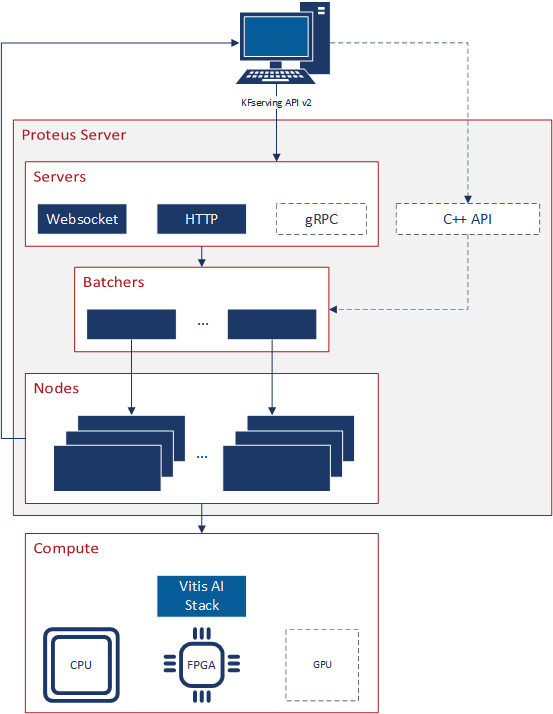 KFserving API v2
Proteus Server
Servers
Websocket
HTTP
gRPC
C++ API
Batchers
...
Nodes
...
Compute
Vitis AI
Stack
CPU
FPGA
GPU